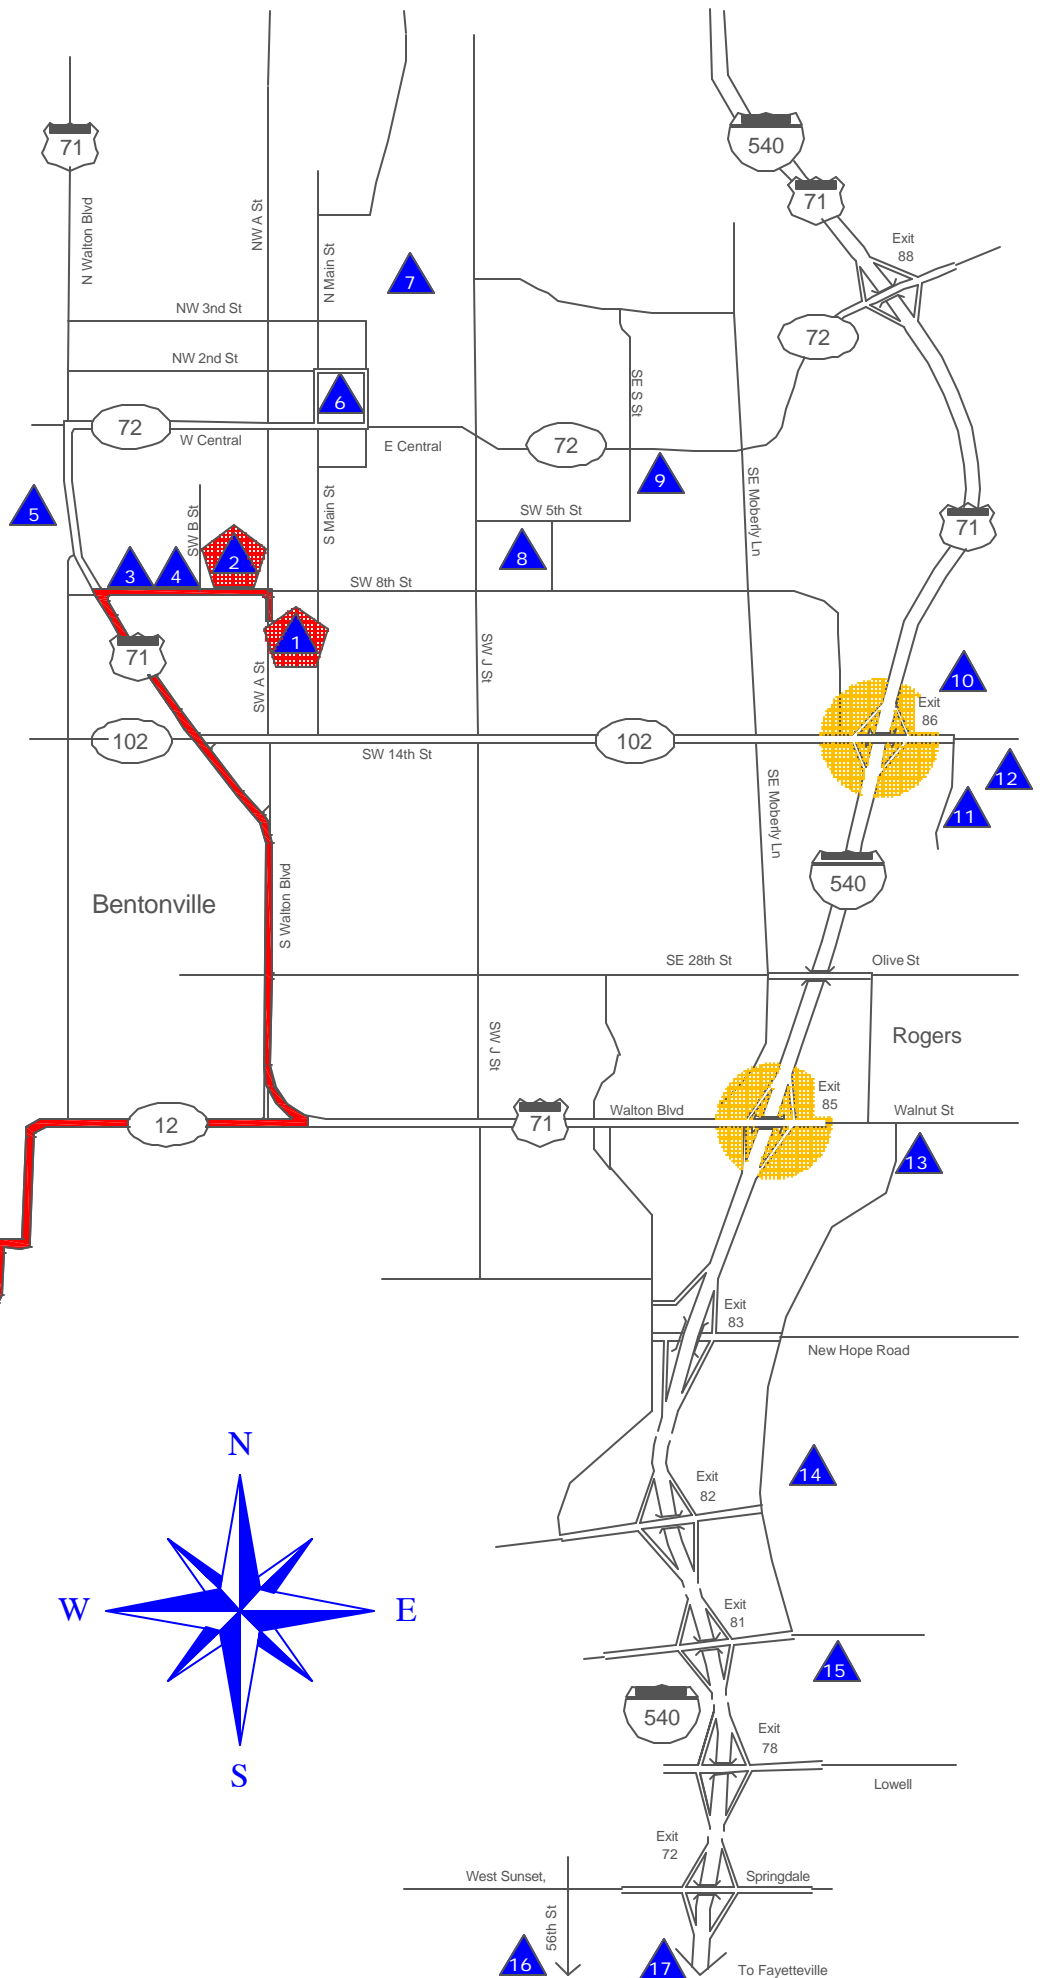 540
71
71
71
N Walton Blvd
NW A St
N Main St
Exit
88
7
NW 3nd St
72
NW 2nd St
SE S St
6
72
W Central
E Central
72
9
SE Moberly Ln
5
SW B St
S Main St
SW 5th St
71
2
8
3
4
SW 8th St
1
71
SW A St
SW J St
10
Exit
86
102
SW 14th St
102
12
SE Moberly Ln
11
540
Bentonville
S Walton Blvd
SE 28th St
Olive St
SW J St
Rogers
Exit
85
12
71
Walton Blvd
Walnut St
13
Exit
83
New Hope Road
N
14
Exit
82
W
E
Exit
81
15
540
Exit
78
S
Lowell
Exit
72
West Sunset,
Springdale
56th St
16
17
To Fayetteville